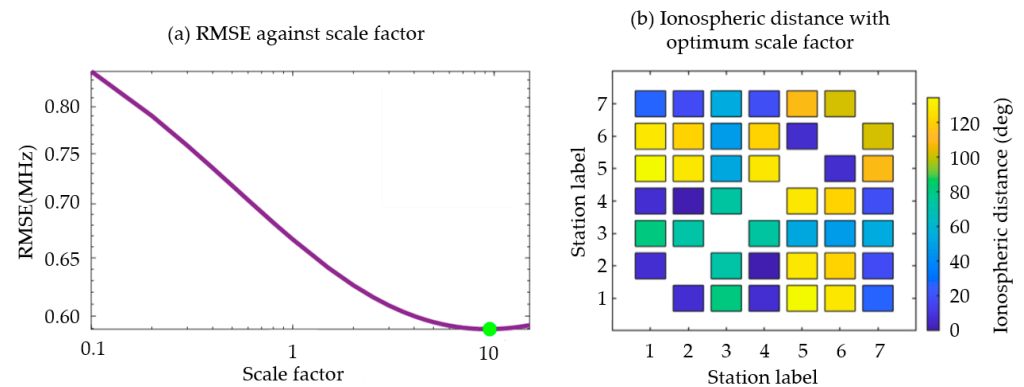 (a) RMSE against scale factor
RMSE(MHz)
0.80
0.75
0.70
0.65
0.60
0.1
1
10
Scale factor
(b) Ionospheric distance with
optimum scale factor
Station label
7
6
5
4
3
2
1
1 2 3 4 5 6 7
Station label
120
100
80
60
40
20
0
Ionospheric distance (deg)